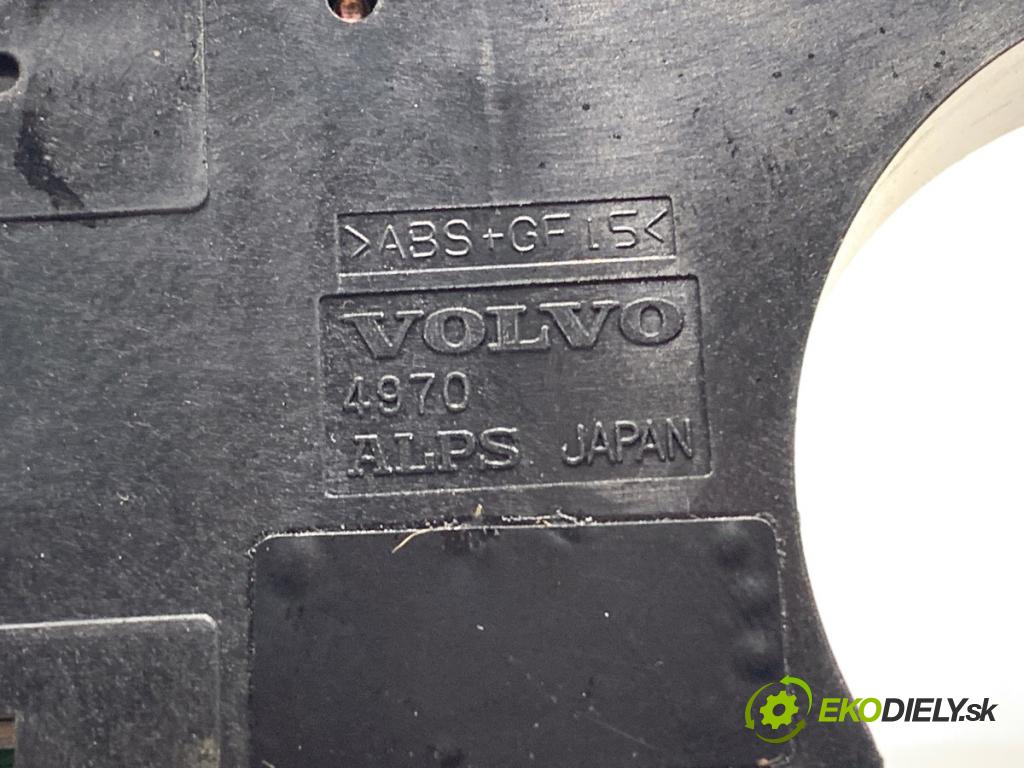 >ABS+GF15<
VOLVO
4970
ALPS JAPAN
EKODIELY.sk